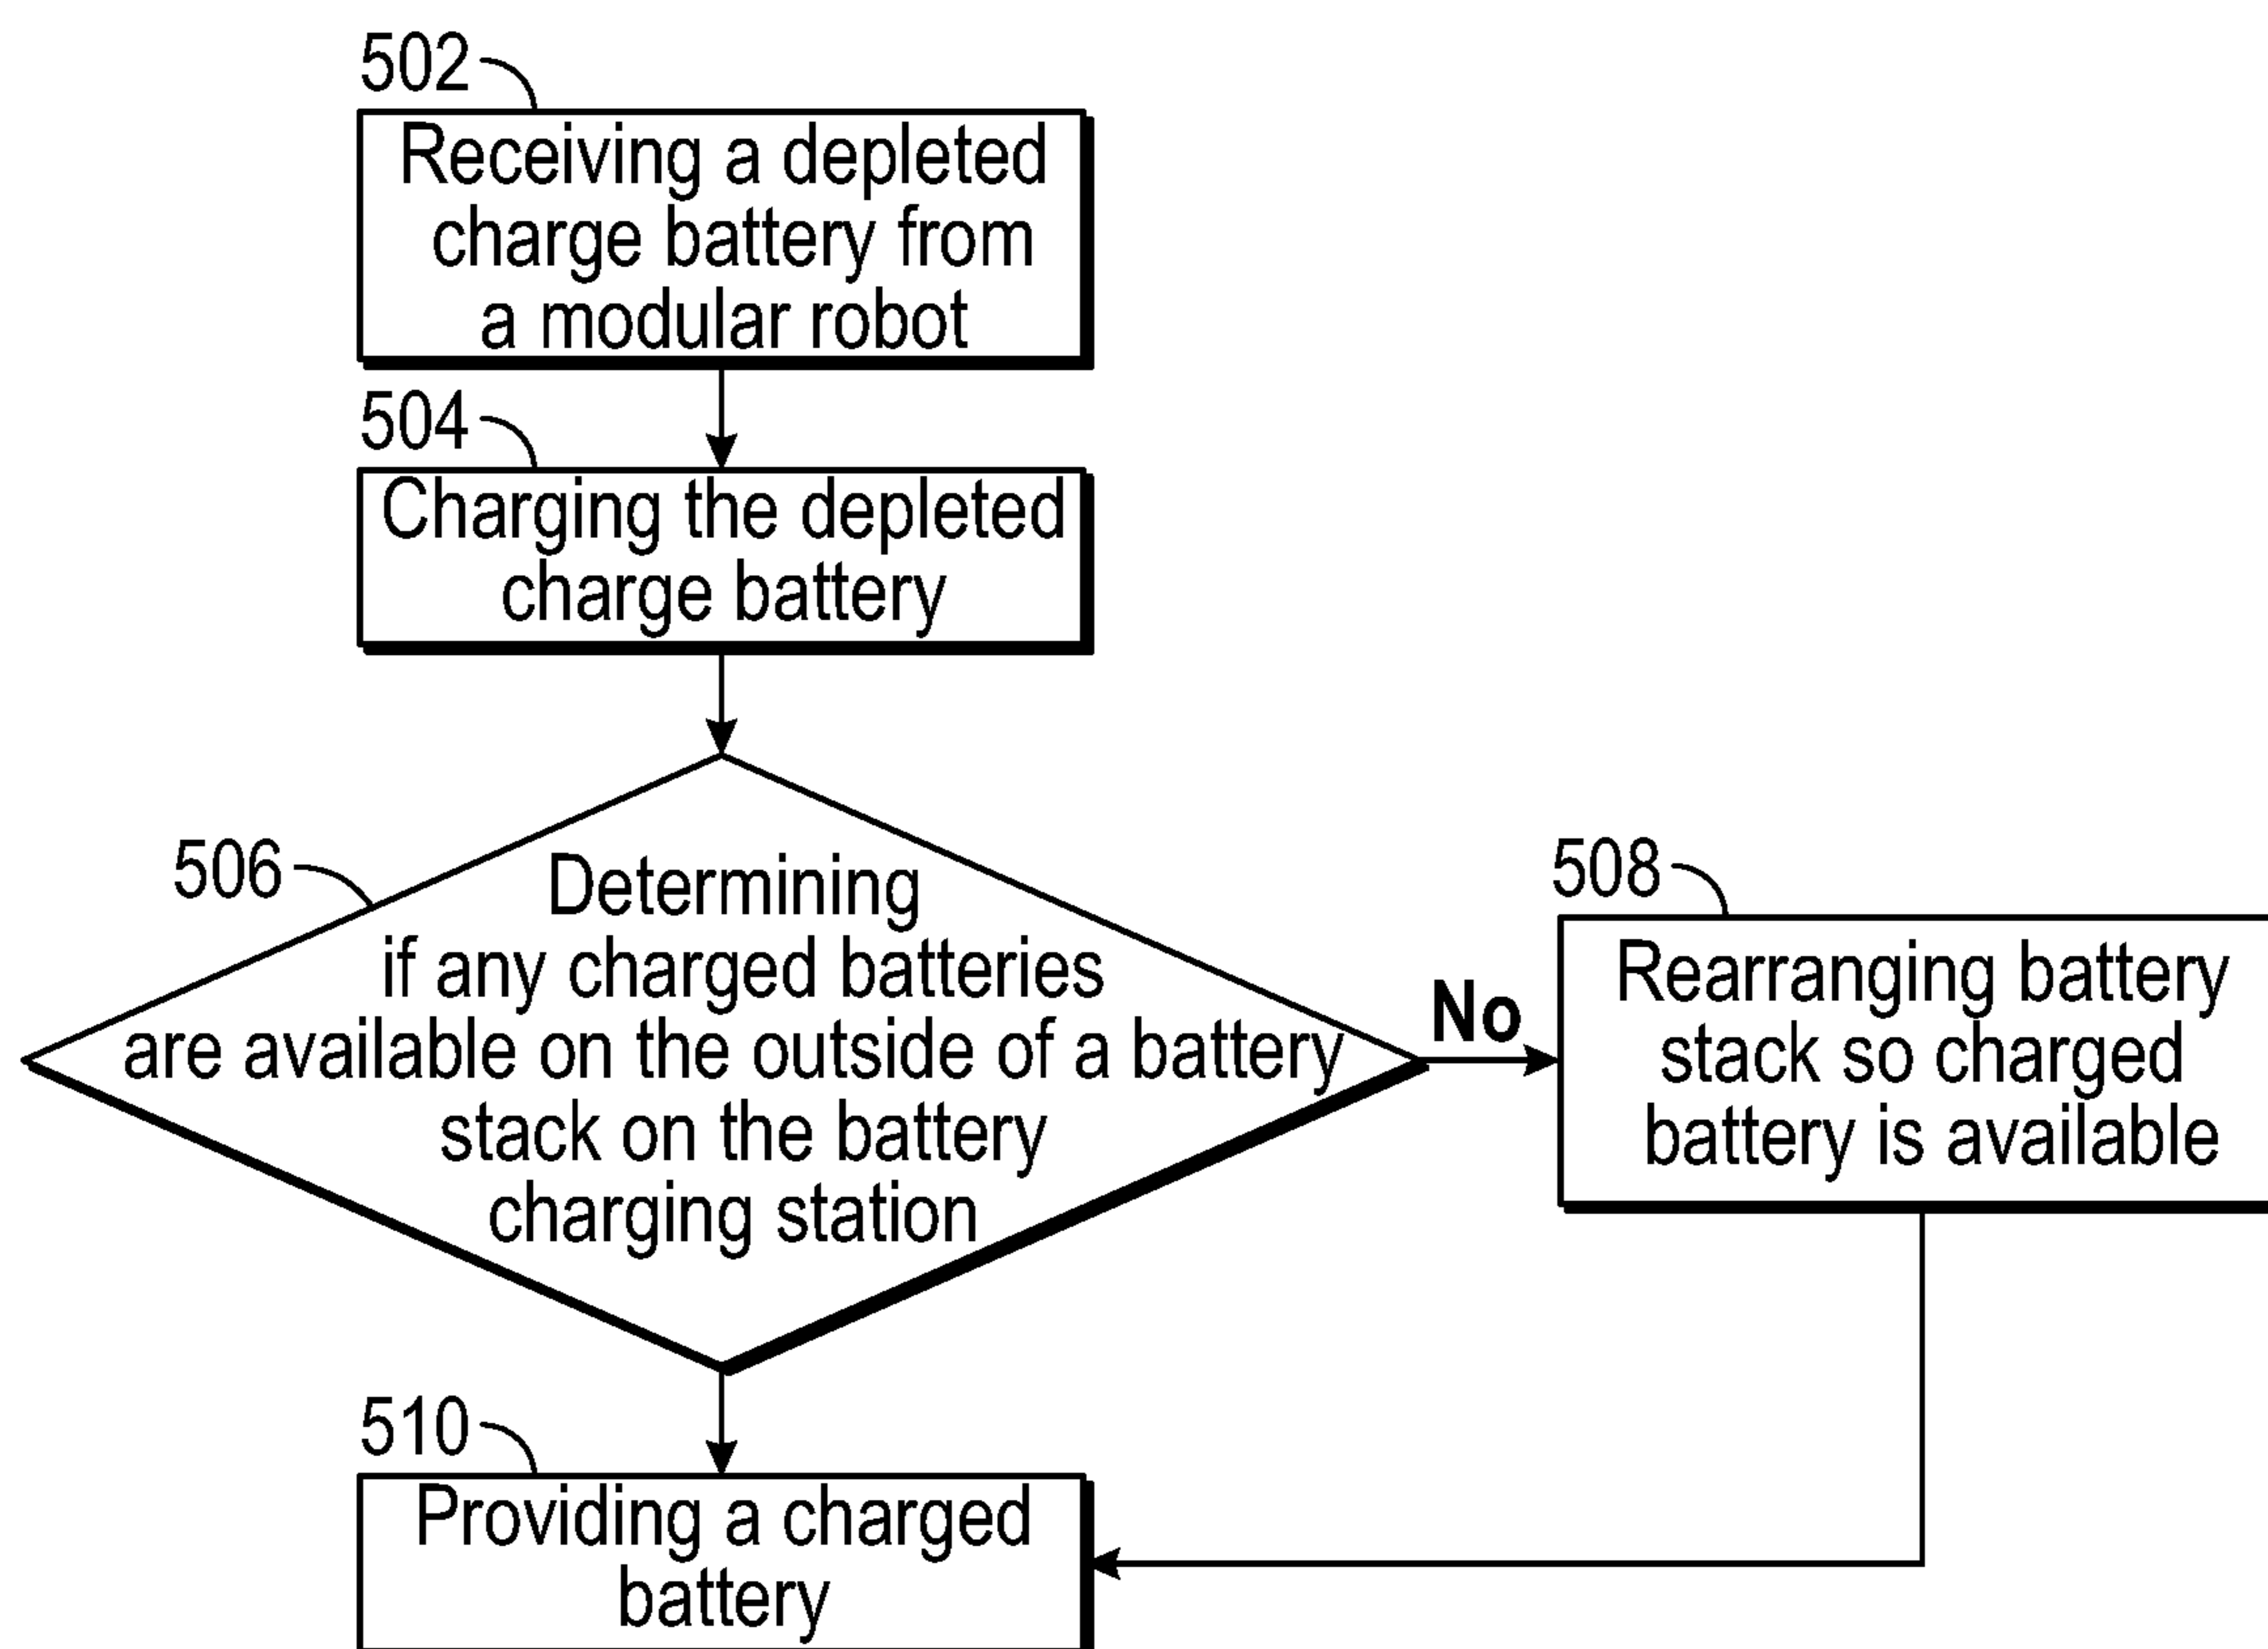 502
Receiving a depleted
charge battery from
a modular robot
504
Charging the depleted
charge battery
506
Determining
if any charged batteries
are available on the outside of a battery
stack on the battery
charging station
No
508
Rearranging battery
stack so charged
battery is available
510
Providing a charged
battery